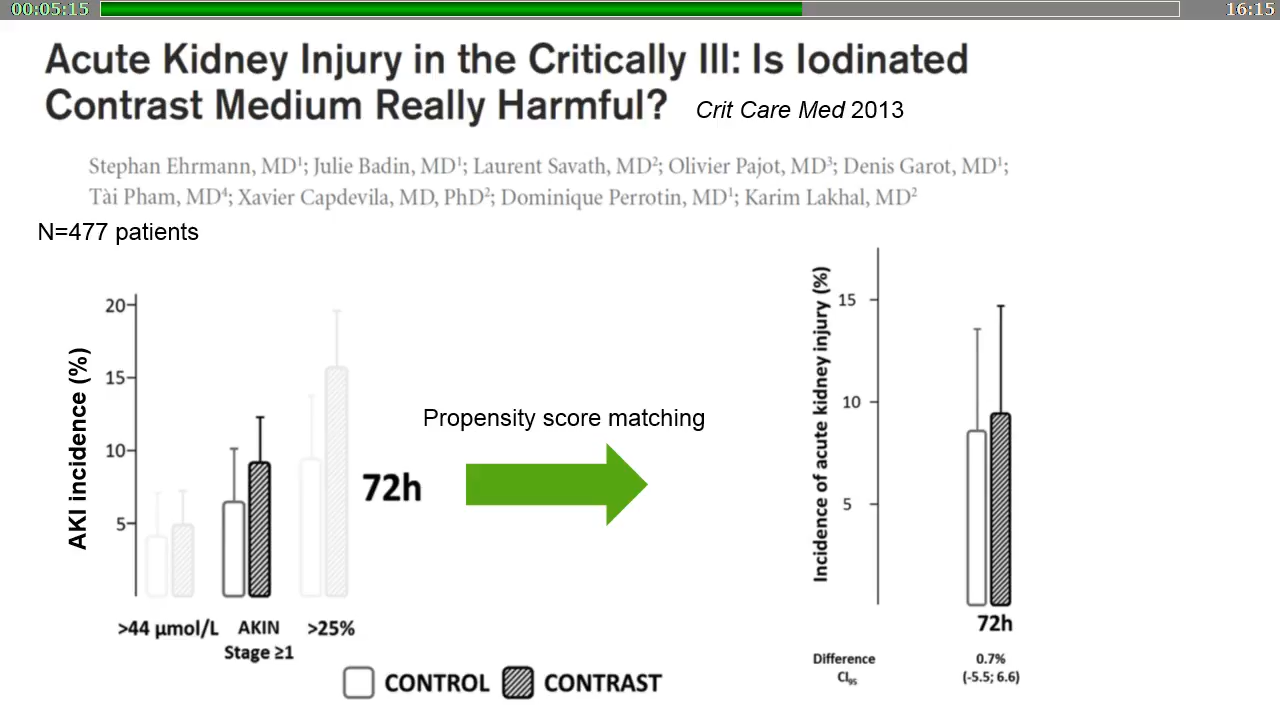 00:05:15
16:15
Acute Kidney Injury in the Critically Ill: Is Iodinated
Contrast Medium Really Harmful? Crit Care Med 2013
Stephan Ehrmann, MD¹; Julie Badin, MD¹; Laurent Savath, MD²; Olivier Pajot, MD³; Denis Garot, MD¹;
Tài Pham, MD⁴; Xavier Capdevila, MD, PhD²; Dominique Perrotin, MD¹; Karim Lakhal, MD²
N=477 patients
AKI incidence (%)
20
15
10
5
>44 µmol/L
AKIN
Stage ≥1
>25%
72h
Propensity score matching
Incidence of acute kidney injury (%)
15
10
5
72h
Difference 0.7%
CI₉₅ (-5.5; 6.6)
CONTROL CONTRAST